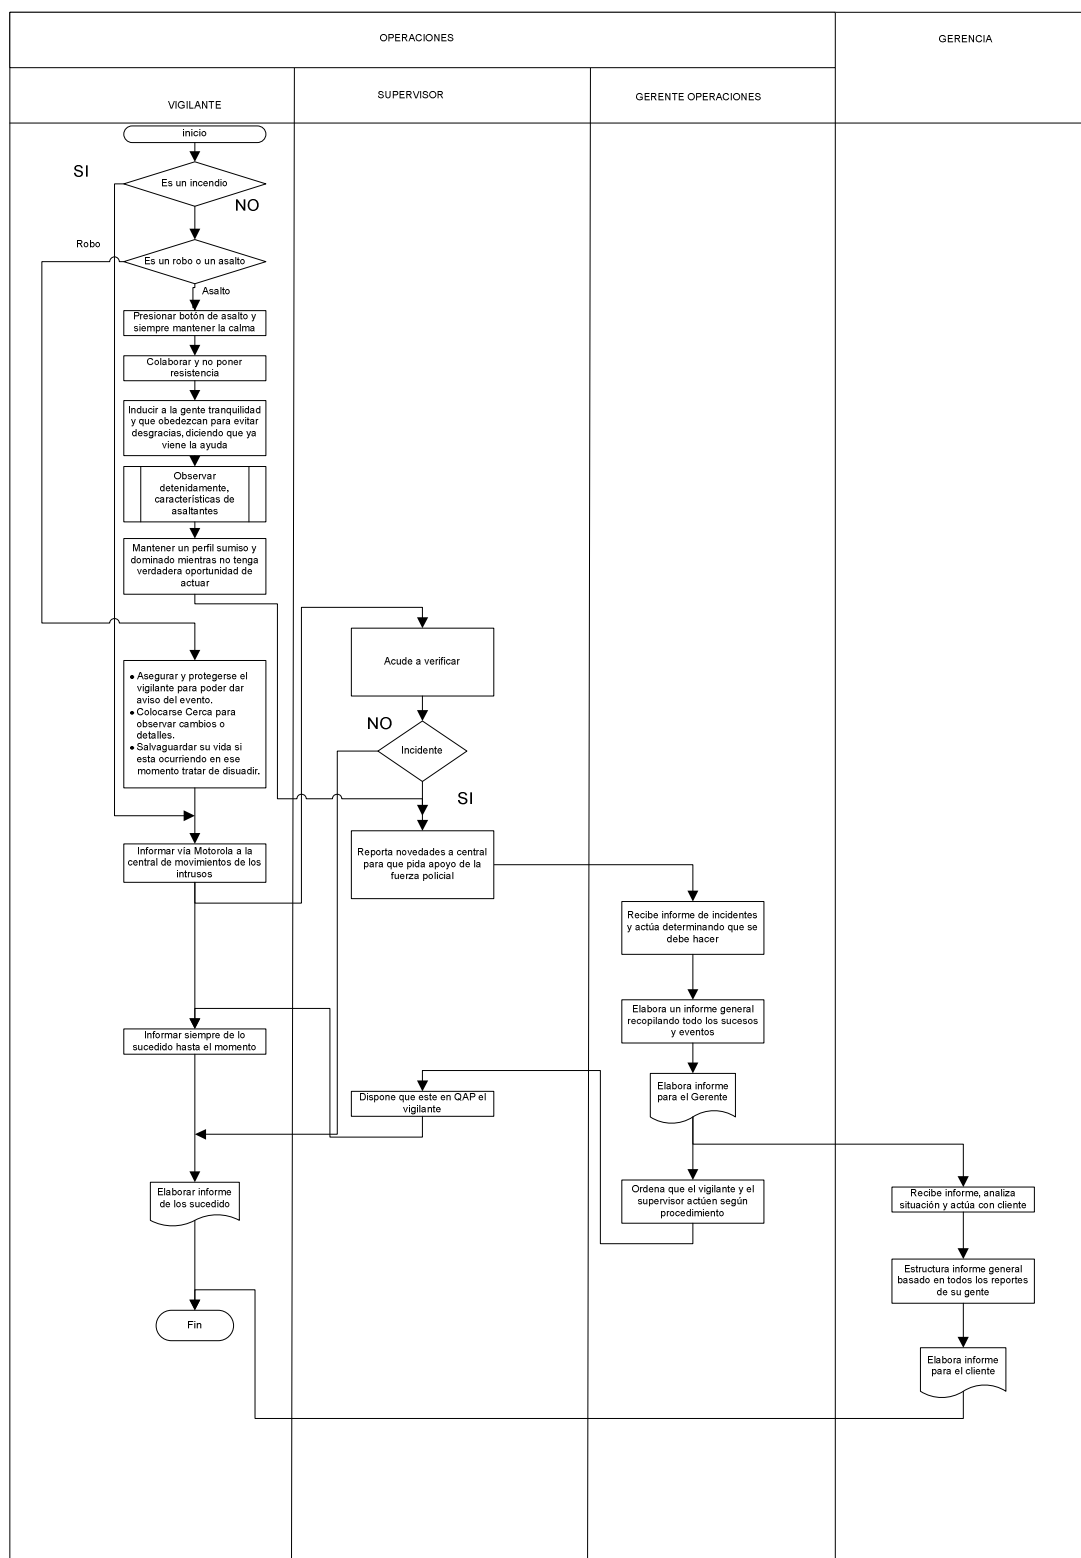 OPERACIONES
GERENCIA
VIGILANTE
SUPERVISOR
GERENTE OPERACIONES
inicio
SI
Es un incendio
NO
Robo
Es un robo o un asalto
Asalto
Presionar botón de asalto y
siempre mantener la calma
Colaborar y no poner
resistencia
Inducir a la gente tranquilidad
y que obedezcan para evitar
desgracias, diciendo que ya
viene la ayuda
Observar
detenidamente,
características de
asaltantes
Mantener un perfil sumiso y
dominado mientras no tenga
verdadera oportunidad de
actuar
• Asegurar y protegerse el
vigilante para poder dar
aviso del evento.
• Colocarse Cerca para
observar cambios o
detalles.
• Salvaguardar su vida si
esta ocurriendo en ese
momento tratar de disuadir.
Informar vía Motorola a la
central de movimientos de los
intrusos
Informar siempre de lo
sucedido hasta el momento
Elaborar informe
de los sucedido
Fin
Acude a verificar
NO
Incidente
SI
Reporta novedades a central
para que pida apoyo de la
fuerza policial
Dispone que este en QAP el
vigilante
Recibe informe de incidentes
y actúa determinando que se
debe hacer
Elabora un informe general
recopilando todo los sucesos
y eventos
Elabora informe
para el Gerente
Ordena que el vigilante y el
supervisor actúen según
procedimiento
Recibe informe, analiza
situación y actúa con cliente
Estructura informe general
basado en todos los reportes
de su gente
Elabora informe
para el cliente